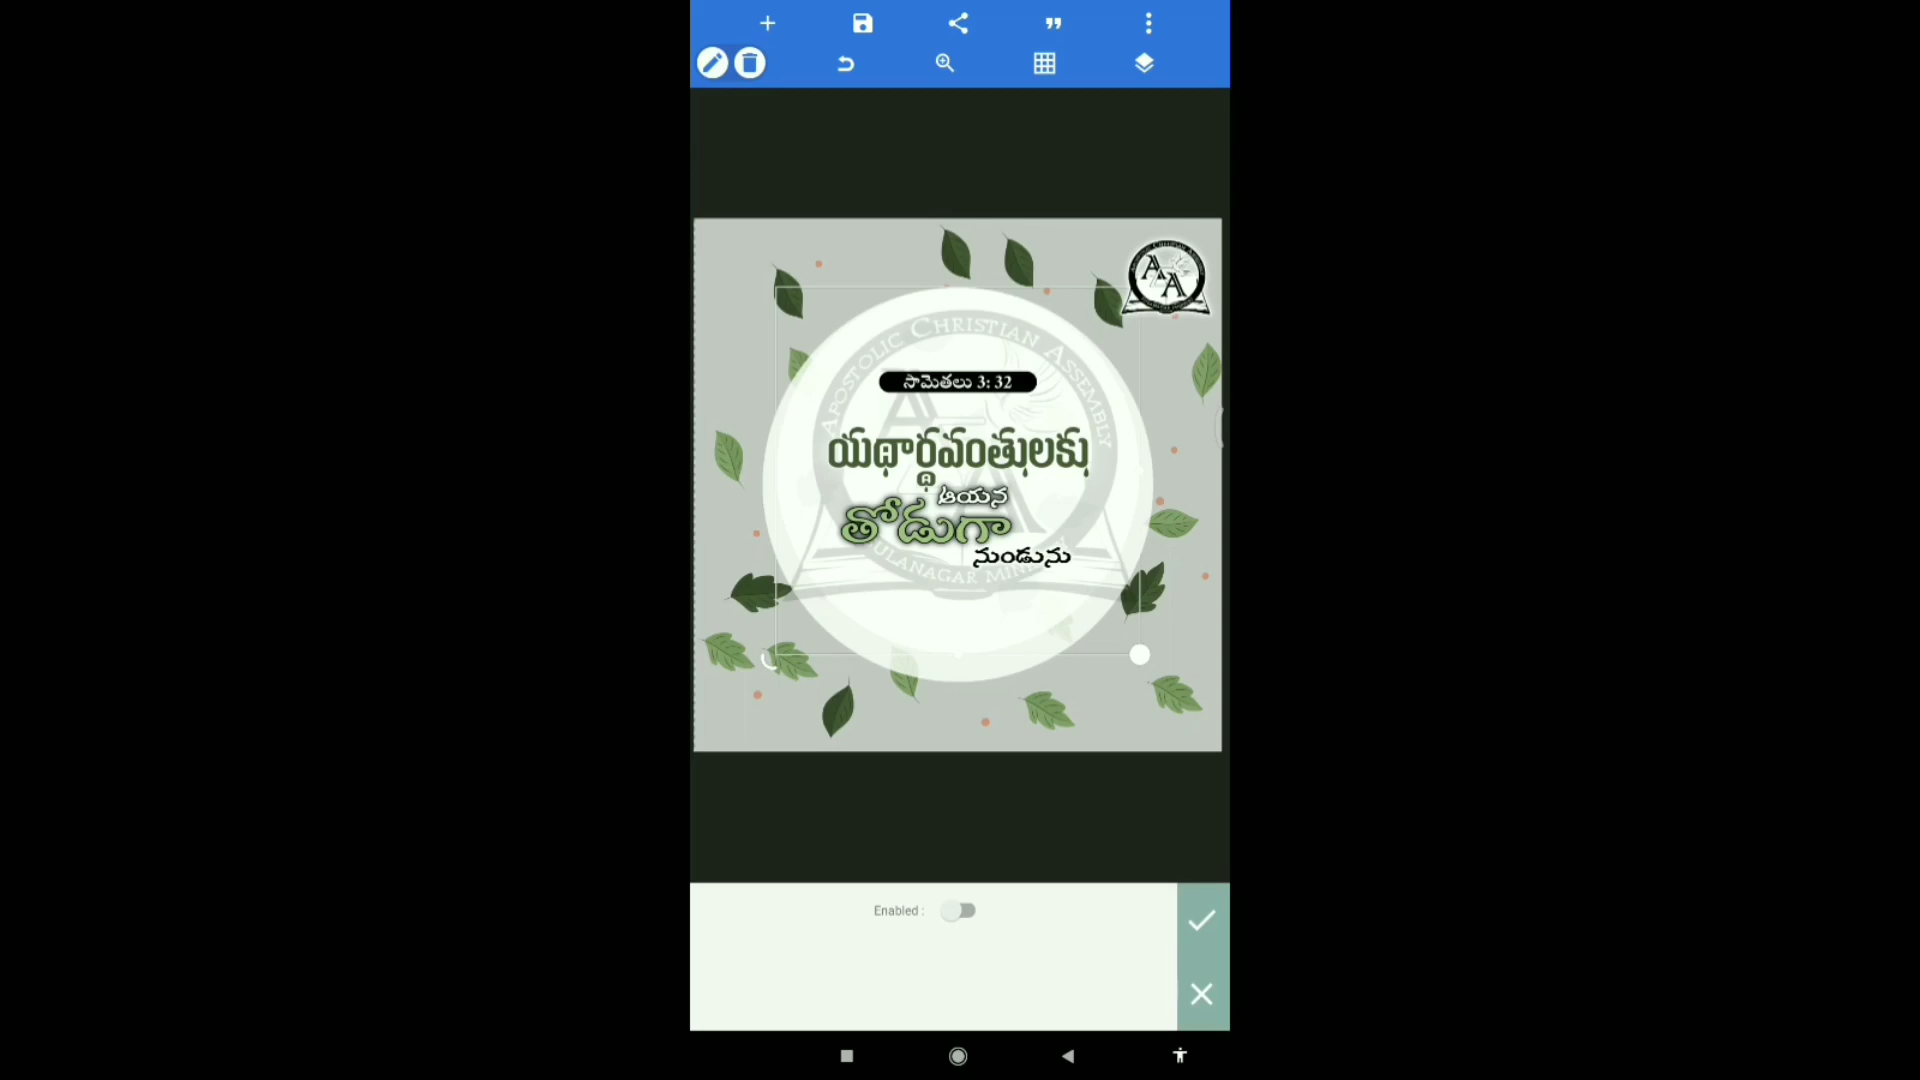 APOSTOLIC CHRISTIAN ASSEMBLY
సామెతలు 3: 32
యథార్థవంతులకు
ఆయన
తోడుగా
నుండును
Enabled :